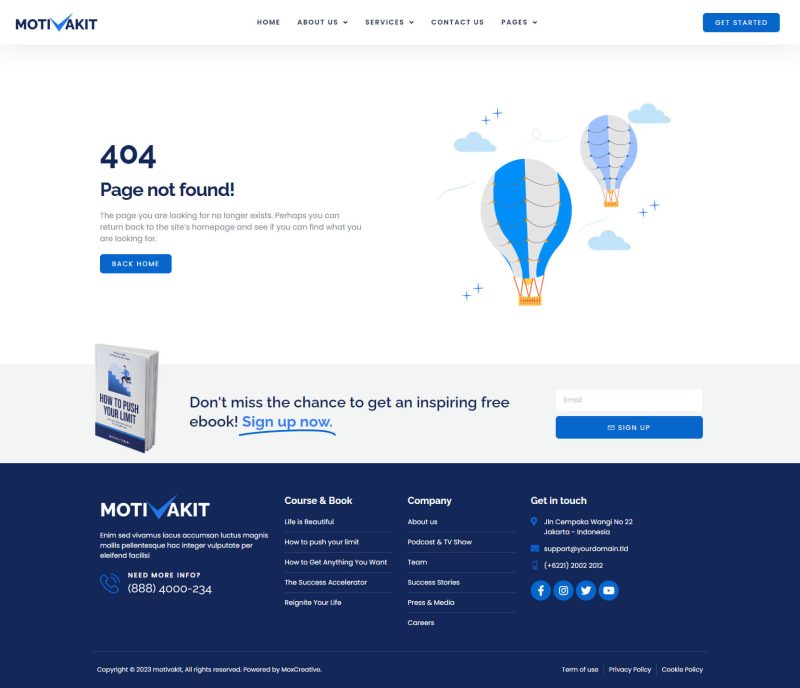 MOTIVAKIT
HOME ABOUT US SERVICES CONTACT US PAGES
GET STARTED
404
Page not found!
The page you are looking for no longer exists. Perhaps you can
return back to the site's homepage and see if you can find what you
are looking for.
BACK HOME
HOW TO PUSH
YOUR LIMIT
Don't miss the chance to get an inspiring free
ebook! Sign up now.
Email
SIGN UP
MOTIVAKIT
Enim sed vivamus lacus accumsan luctus magnis
mollis pellentesque hac integer vulputate per
eleifend facilisi
NEED MORE INFO?
(888) 4000-234
Course & Book
Life is Beautiful
How to push your limit
How to Get Anything You Want
The Success Accelerator
Reignite Your Life
Company
About us
Podcast & TV Show
Team
Success Stories
Press & Media
Careers
Get in touch
Jln Cempaka Wangi No 22
Jakarta - Indonesia
support@yourdomain.tld
(+6221) 2002 2012
Copyright © 2023 motivakit, All rights reserved. Powered by MoxCreative.
Term of use Privacy Policy Cookie Policy